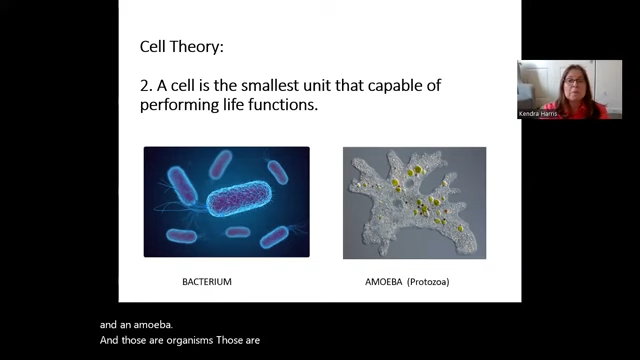 Cell Theory:
2. A cell is the smallest unit that capable of
performing life functions.
Kendra Harris
BACTERIUM
AMOEBA (Protozoa)
and an amoeba.
And those are organisms Those are